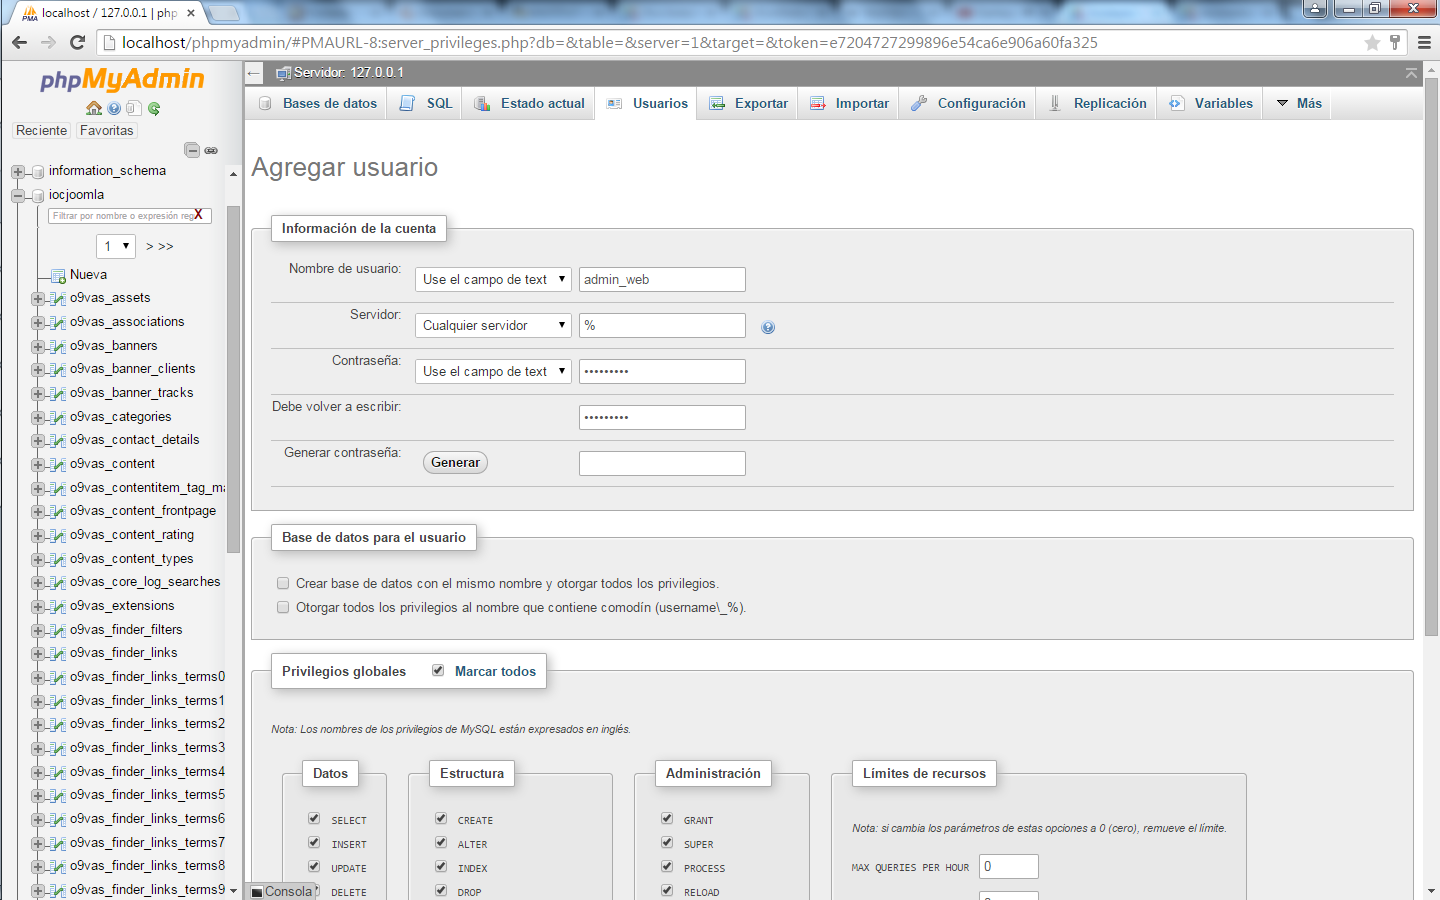 localhost / 127.0.0.1 | php
localhost/phpmyadmin/#PMAURL-8:server_privileges.php?db=&table=&server=1&target=&token=e7204727299896e54ca6e906a60fa325
phpMyAdmin
Reciente Favoritas
information_schema
iocjoomla
Filtrar por nombre o expresión reg X
1 > >>
Nueva
o9vas_assets
o9vas_associations
o9vas_banners
o9vas_banner_clients
o9vas_banner_tracks
o9vas_categories
o9vas_contact_details
o9vas_content
o9vas_contentitem_tag_ma
o9vas_content_frontpage
o9vas_content_rating
o9vas_content_types
o9vas_core_log_searches
o9vas_extensions
o9vas_finder_filters
o9vas_finder_links
o9vas_finder_links_terms0
o9vas_finder_links_terms1
o9vas_finder_links_terms2
o9vas_finder_links_terms3
o9vas_finder_links_terms4
o9vas_finder_links_terms5
o9vas_finder_links_terms6
o9vas_finder_links_terms7
o9vas_finder_links_terms8
o9vas_finder_links_terms9
Servidor: 127.0.0.1
Bases de datos SQL Estado actual Usuarios Exportar Importar Configuración Replicación Variables Más
Agregar usuario
Información de la cuenta
Nombre de usuario: Use el campo de text admin_web
Servidor: Cualquier servidor %
Contraseña: Use el campo de text •••••••••
Debe volver a escribir: •••••••••
Generar contraseña: Generar
Base de datos para el usuario
Crear base de datos con el mismo nombre y otorgar todos los privilegios.
Otorgar todos los privilegios al nombre que contiene comodín (username\_%).
Privilegios globales Marcar todos
Nota: Los nombres de los privilegios de MySQL están expresados en inglés.
Datos
SELECT
INSERT
UPDATE
DELETE
Estructura
CREATE
ALTER
INDEX
DROP
Administración
GRANT
SUPER
PROCESS
RELOAD
Límites de recursos
Nota: si cambia los parámetros de estas opciones a 0 (cero), remueve el límite.
MAX QUERIES PER HOUR 0
Consola